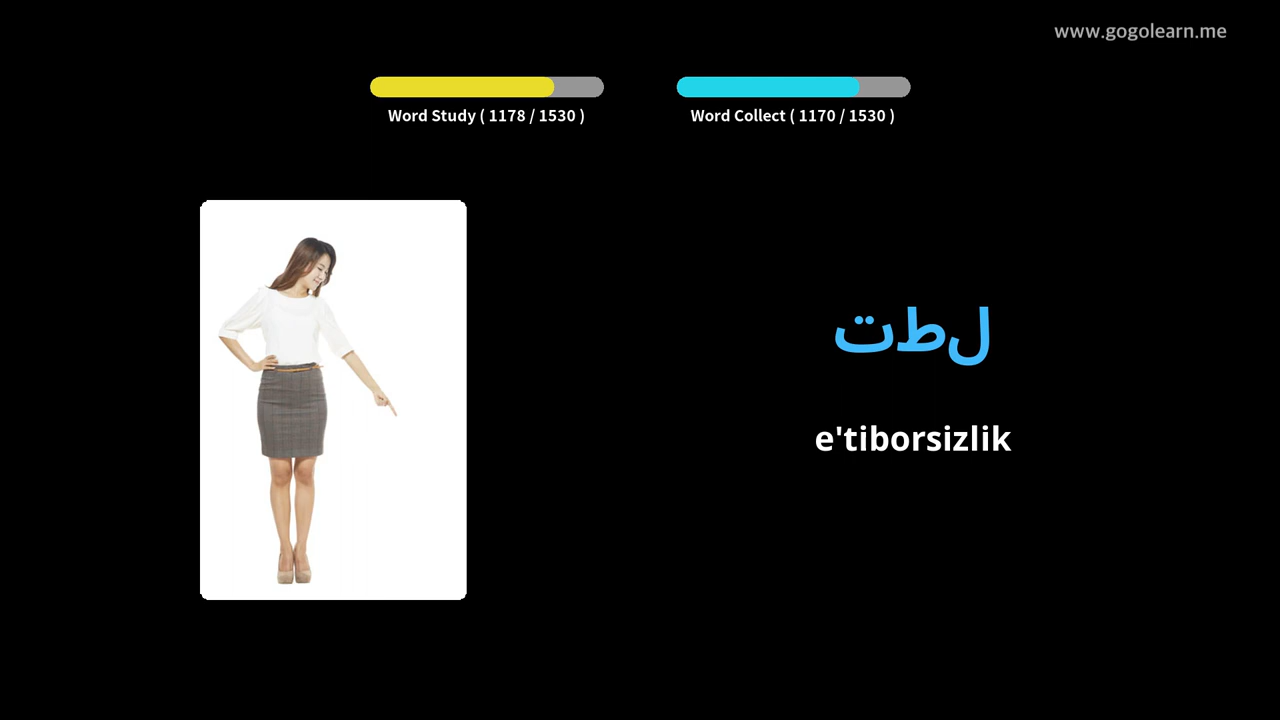 www.gogolearn.me
Word Study ( 1178 / 1530 )
Word Collect ( 1170 / 1530 )
لطت
e'tiborsizlik